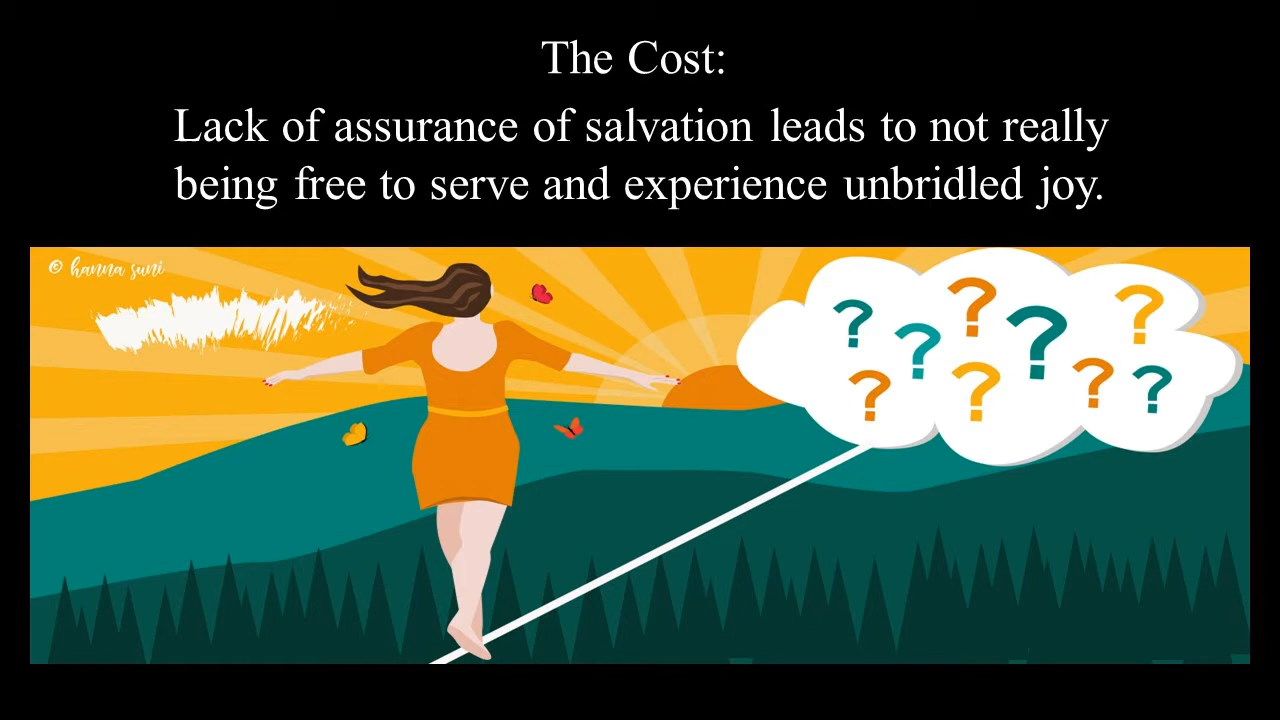 The Cost:
Lack of assurance of salvation leads to not really
being free to serve and experience unbridled joy.
© hanna suni
? ? ? ? ? ? ? ? ?